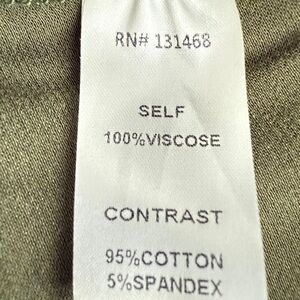 RN# 131468
SELF
100%VISCOSE
CONTRAST
95%COTTON
5%SPANDEX